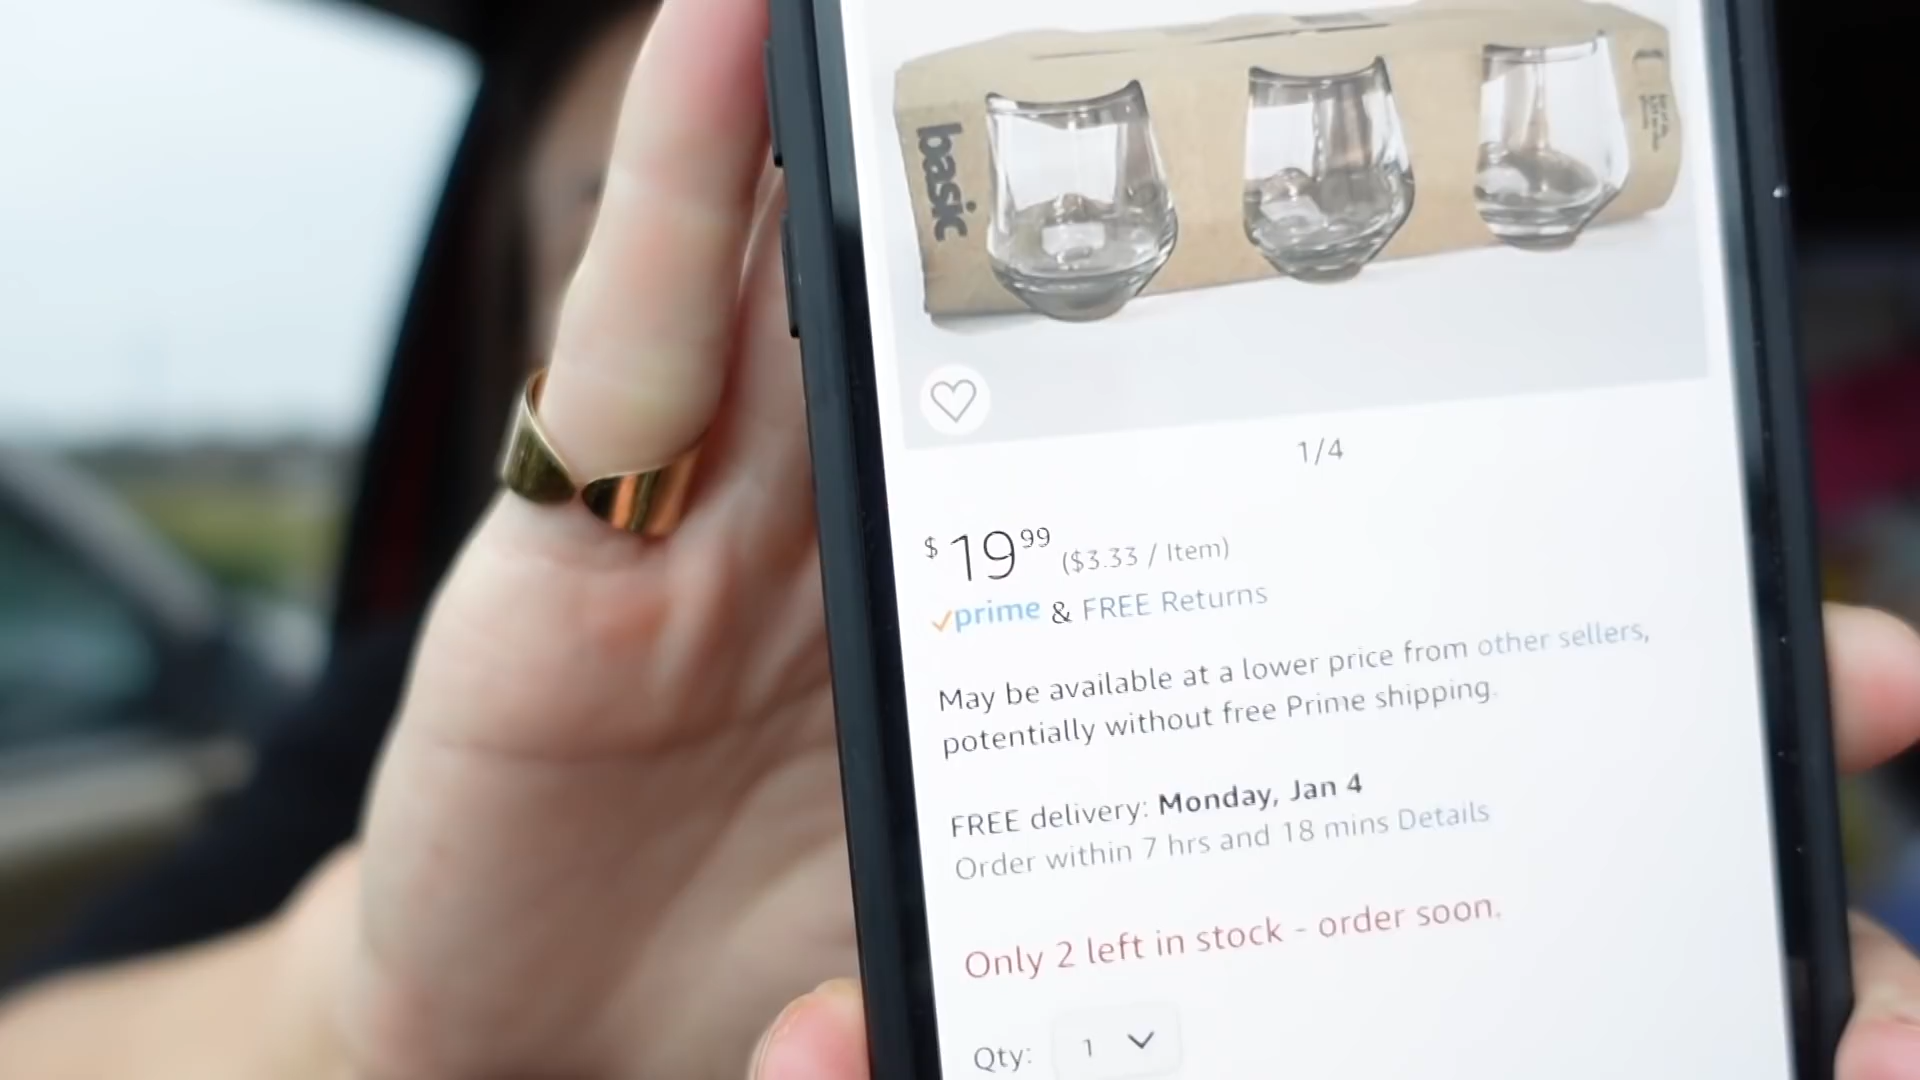 basic
1/4
$19.99 ($3.33 / Item)
prime & FREE Returns
May be available at a lower price from other sellers,
potentially without free Prime shipping.
FREE delivery: Monday, Jan 4
Order within 7 hrs and 18 mins Details
Only 2 left in stock - order soon.
Qty: 1